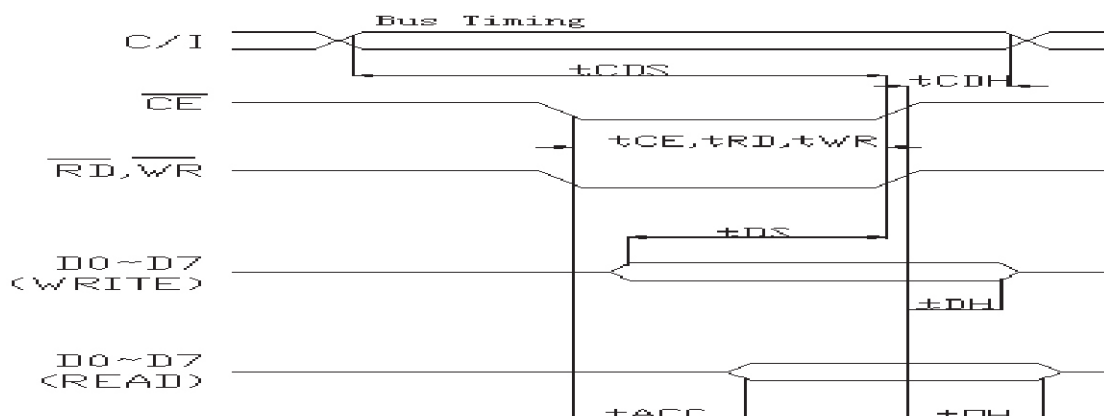 Bus Timing
C/I
tCDS
tCDH
CE
tCE,tRD,tWR
RD,WR
tDS
D0~D7
(WRITE)
tDH
D0~D7
(READ)
tACC
tOH